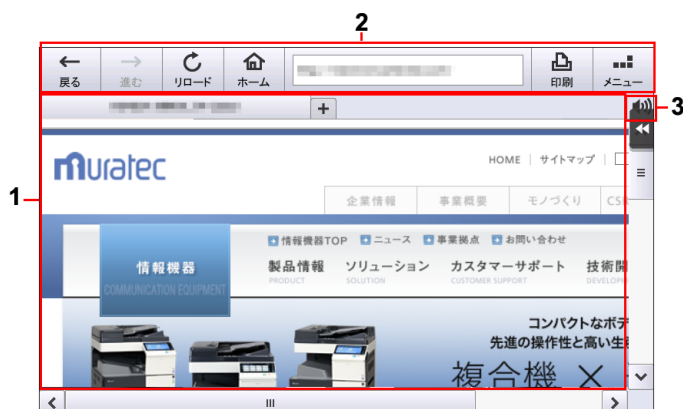 2
戻る 進む リロード ホーム 印刷 メニュー
+
3
muratec
HOME | サイトマップ |
1
企業情報 事業概要 モノづくり CSR
情報機器TOP ニュース 事業拠点 お問い合わせ
情報機器
COMMUNICATION EQUIPMENT
製品情報 ソリューション カスタマーサポート 技術開
PRODUCT SOLUTION CUSTOMER SUPPORT DEVELOP
コンパクトなボデ
先進の操作性と高い生
複合機 ×